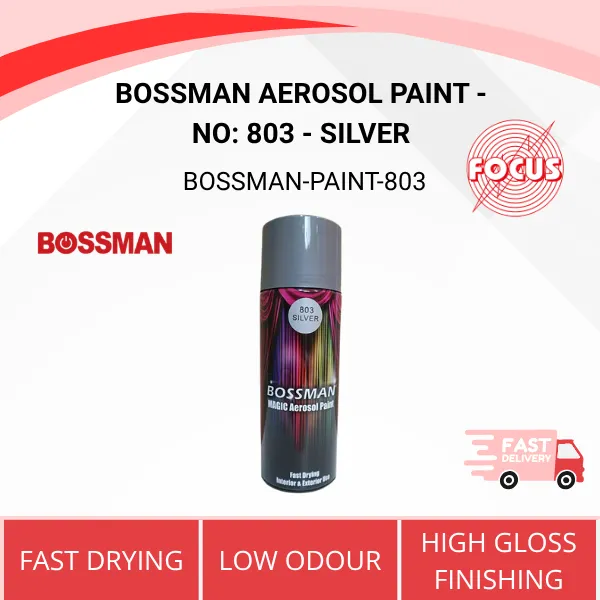 BOSSMAN AEROSOL PAINT -
NO: 803 - SILVER
BOSSMAN-PAINT-803
FOCUS
BOSSMAN
803
SILVER
BOSSMAN
MAGIC Aerosol Paint
Fast Drying
Interior & Exterior Use
FAST
DELIVERY
FAST DRYING
LOW ODOUR
HIGH GLOSS
FINISHING